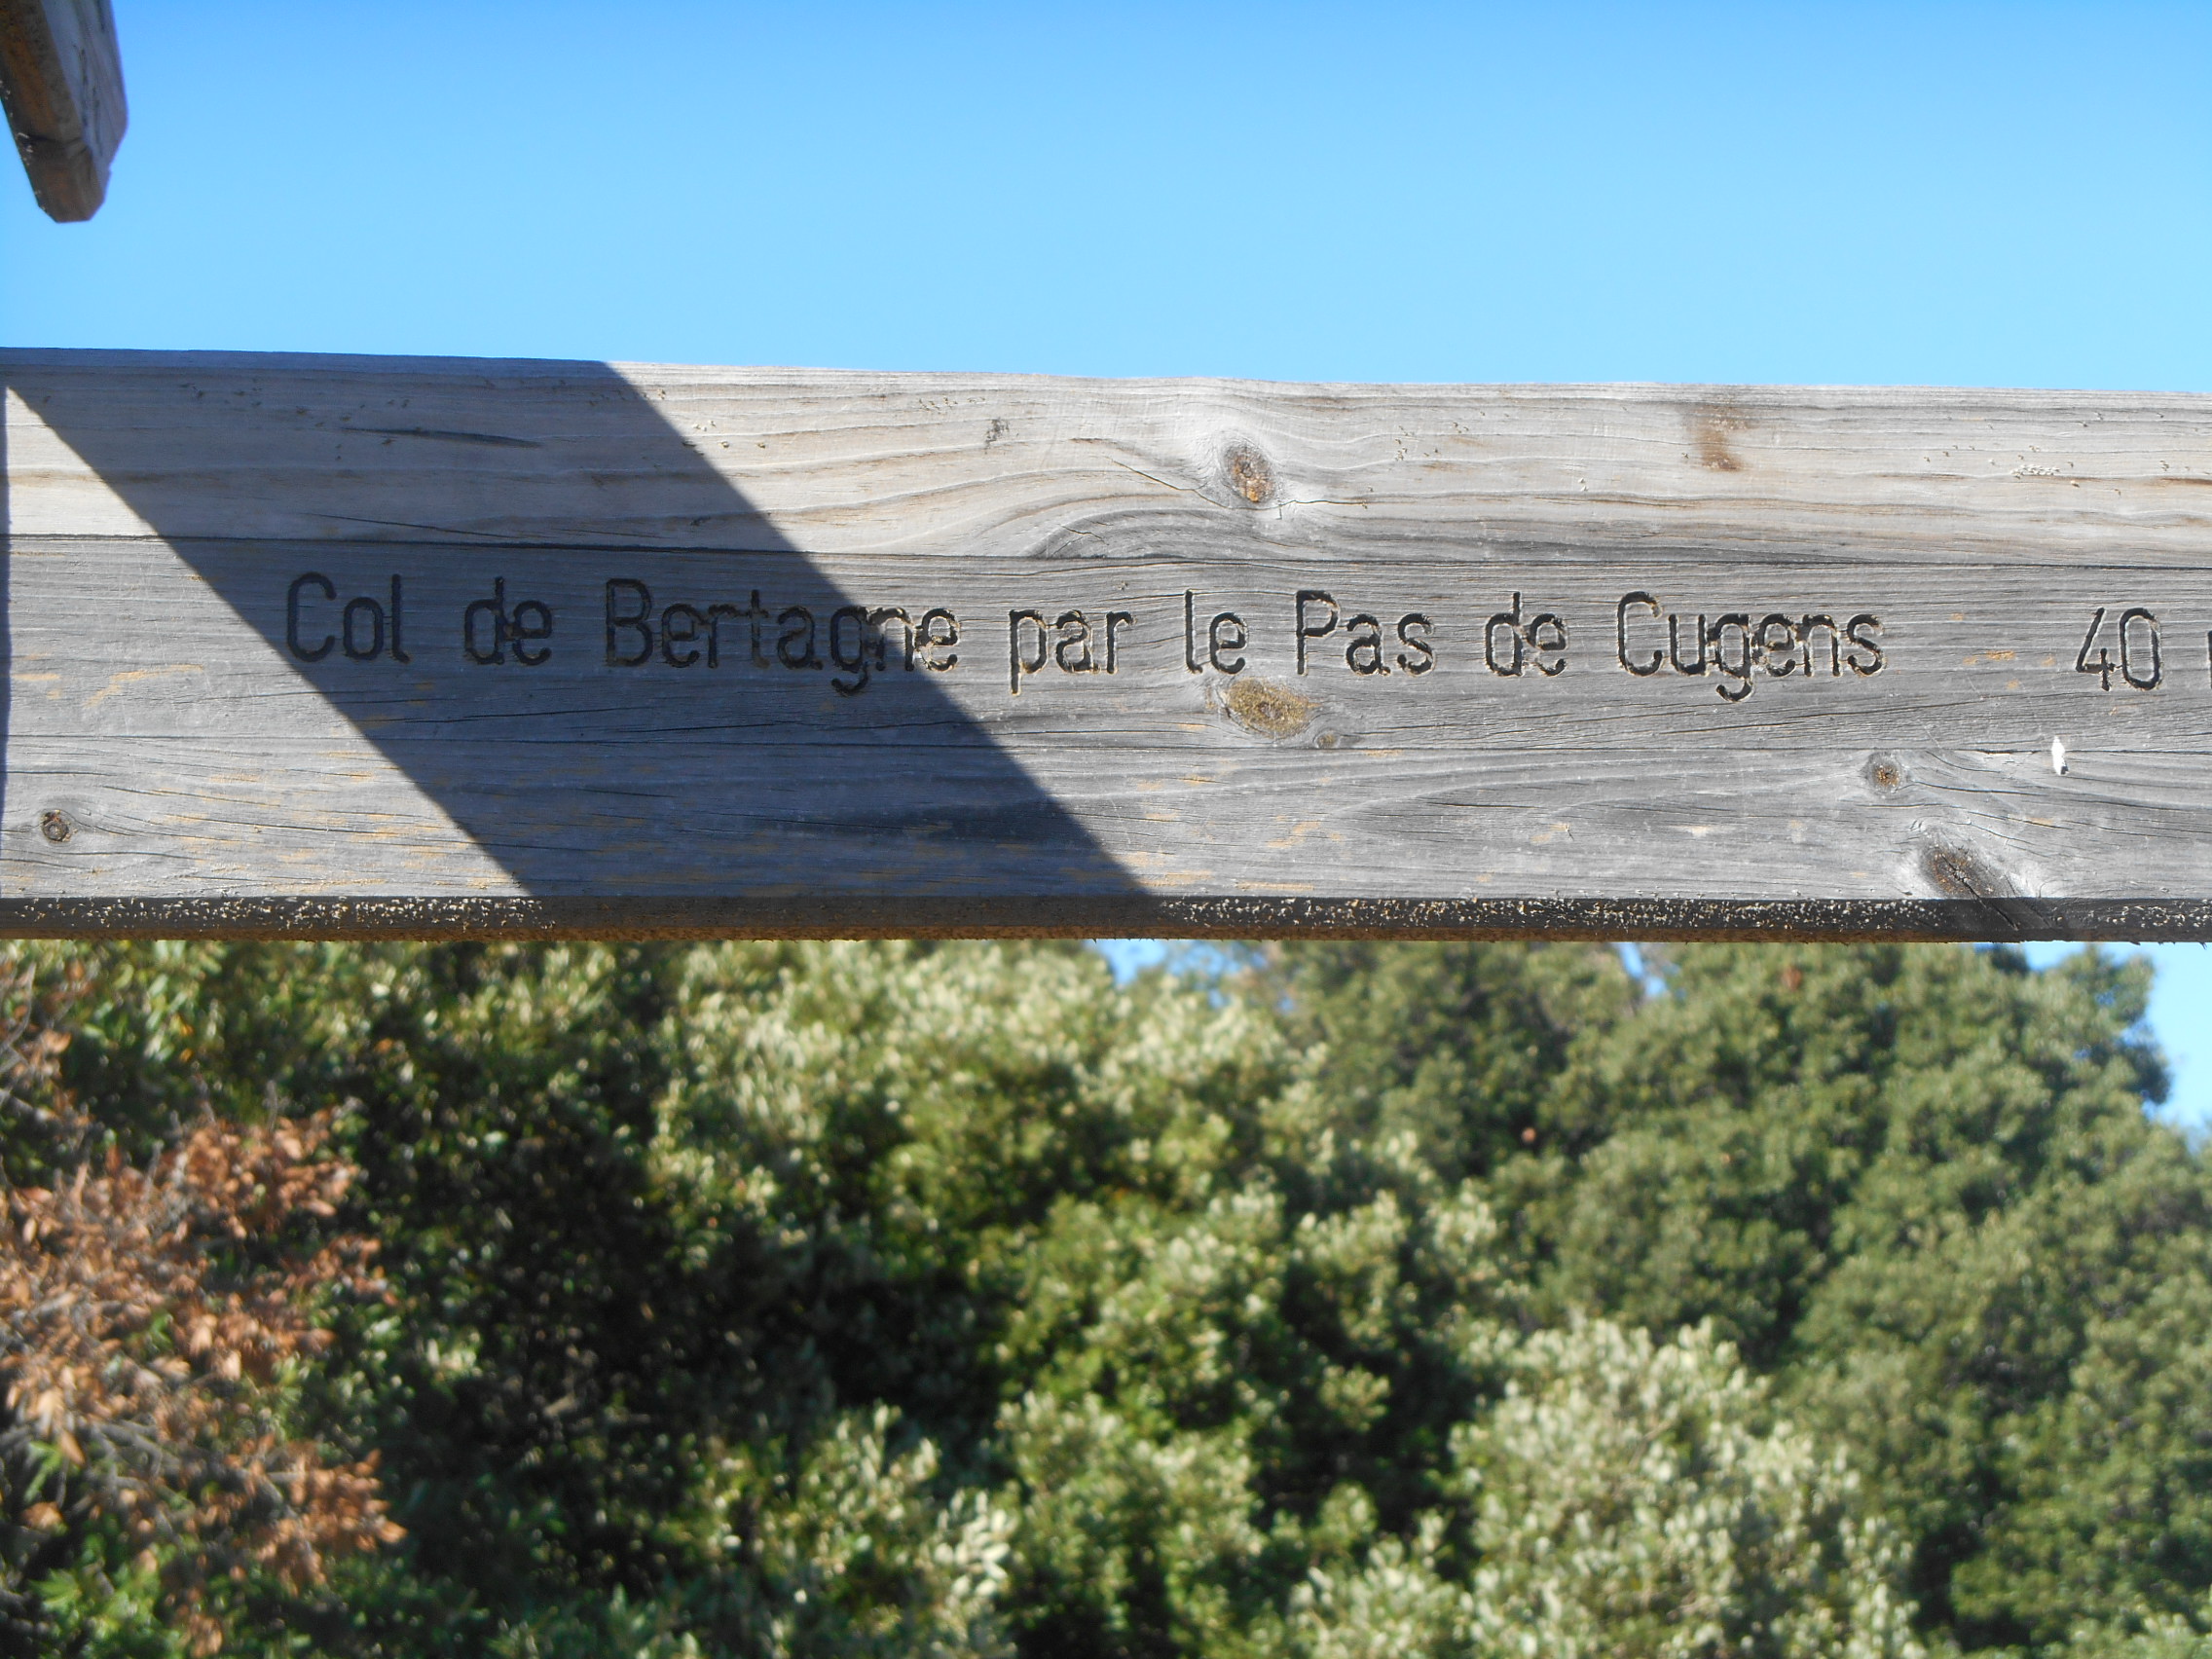 Col de Bertagne par le Pas de Cugens 40